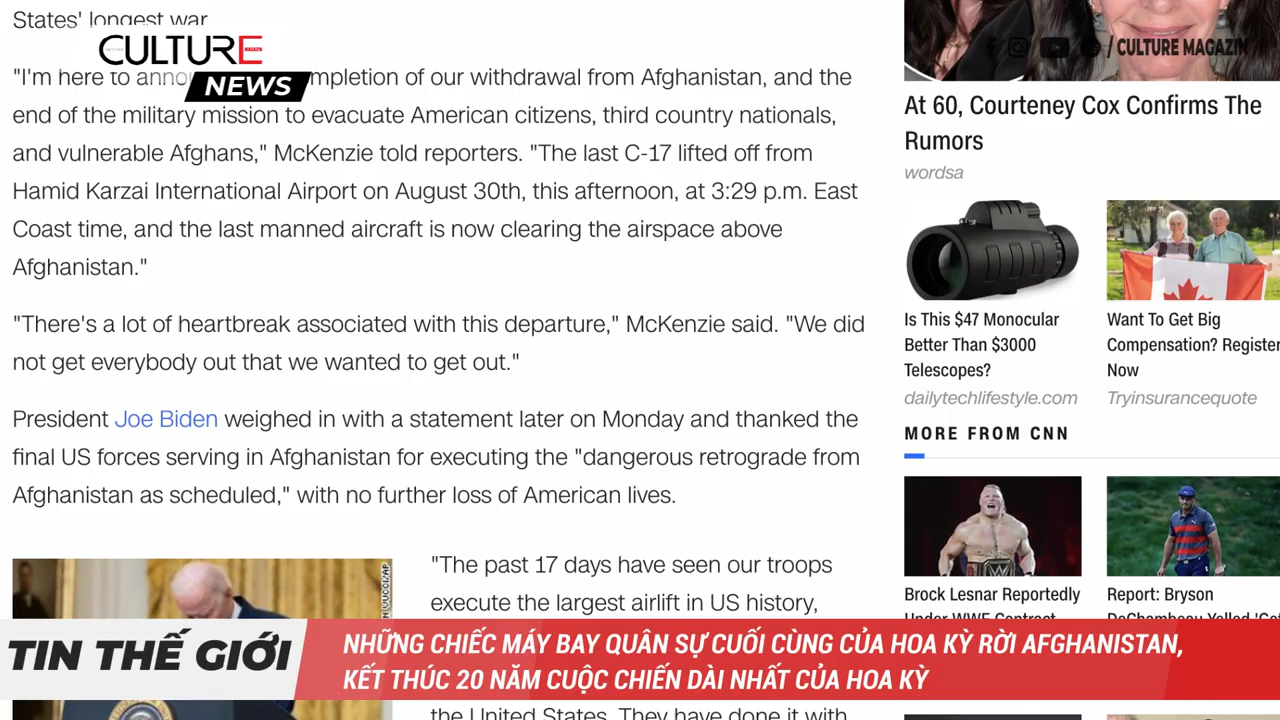 States' longest war
CULTURE
MAGAZIN
NEWS
"I'm here to mpletion of our withdrawal from Afghanistan, and the
end of the military mission to evacuate American citizens, third country nationals,
and vulnerable Afghans," McKenzie told reporters. "The last C-17 lifted off from
Hamid Karzai International Airport on August 30th, this afternoon, at 3:29 p.m. East
Coast time, and the last manned aircraft is now clearing the airspace above
Afghanistan."
"There's a lot of heartbreak associated with this departure," McKenzie said. "We did
not get everybody out that we wanted to get out."
President Joe Biden weighed in with a statement later on Monday and thanked the
final US forces serving in Afghanistan for executing the "dangerous retrograde from
Afghanistan as scheduled," with no further loss of American lives.
"The past 17 days have seen our troops
execute the largest airlift in US history,
the United States. They have done it with
/ CULTURE MAGAZIN
At 60, Courteney Cox Confirms The
Rumors
wordsa
Is This $47 Monocular
Better Than $3000
Telescopes?
dailytechlifestyle.com
Want To Get Big
Compensation? Register
Now
Tryinsurancequote
MORE FROM CNN
Brock Lesnar Reportedly
Under WWE Contract
Report: Bryson
DeChambeau Yelled 'Get
TIN THẾ GIỚI
NHỮNG CHIẾC MÁY BAY QUÂN SỰ CUỐI CÙNG CỦA HOA KỲ RỜI AFGHANISTAN,
KẾT THÚC 20 NĂM CUỘC CHIẾN DÀI NHẤT CỦA HOA KỲ